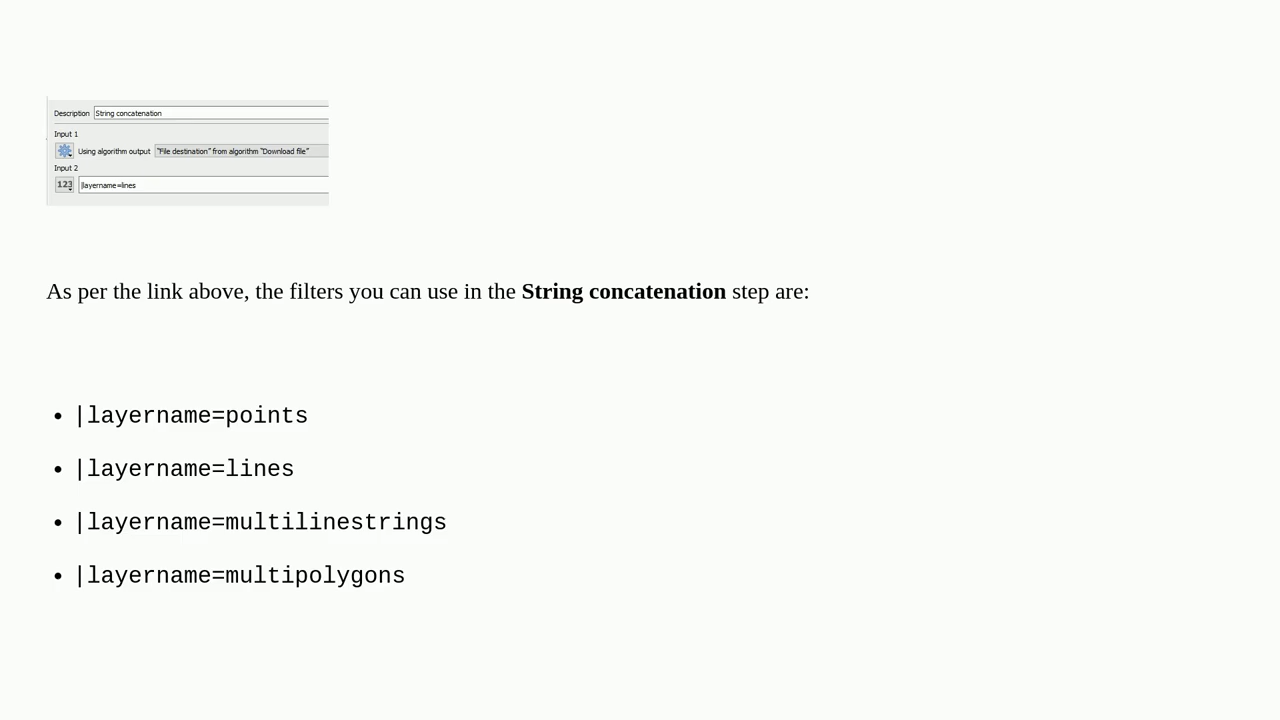 Description String concatenation
Input 1
Using algorithm output "File destination" from algorithm "Download file"
Input 2
123 |layername=lines
As per the link above, the filters you can use in the String concatenation step are:
• |layername=points
• |layername=lines
• |layername=multilinestrings
• |layername=multipolygons